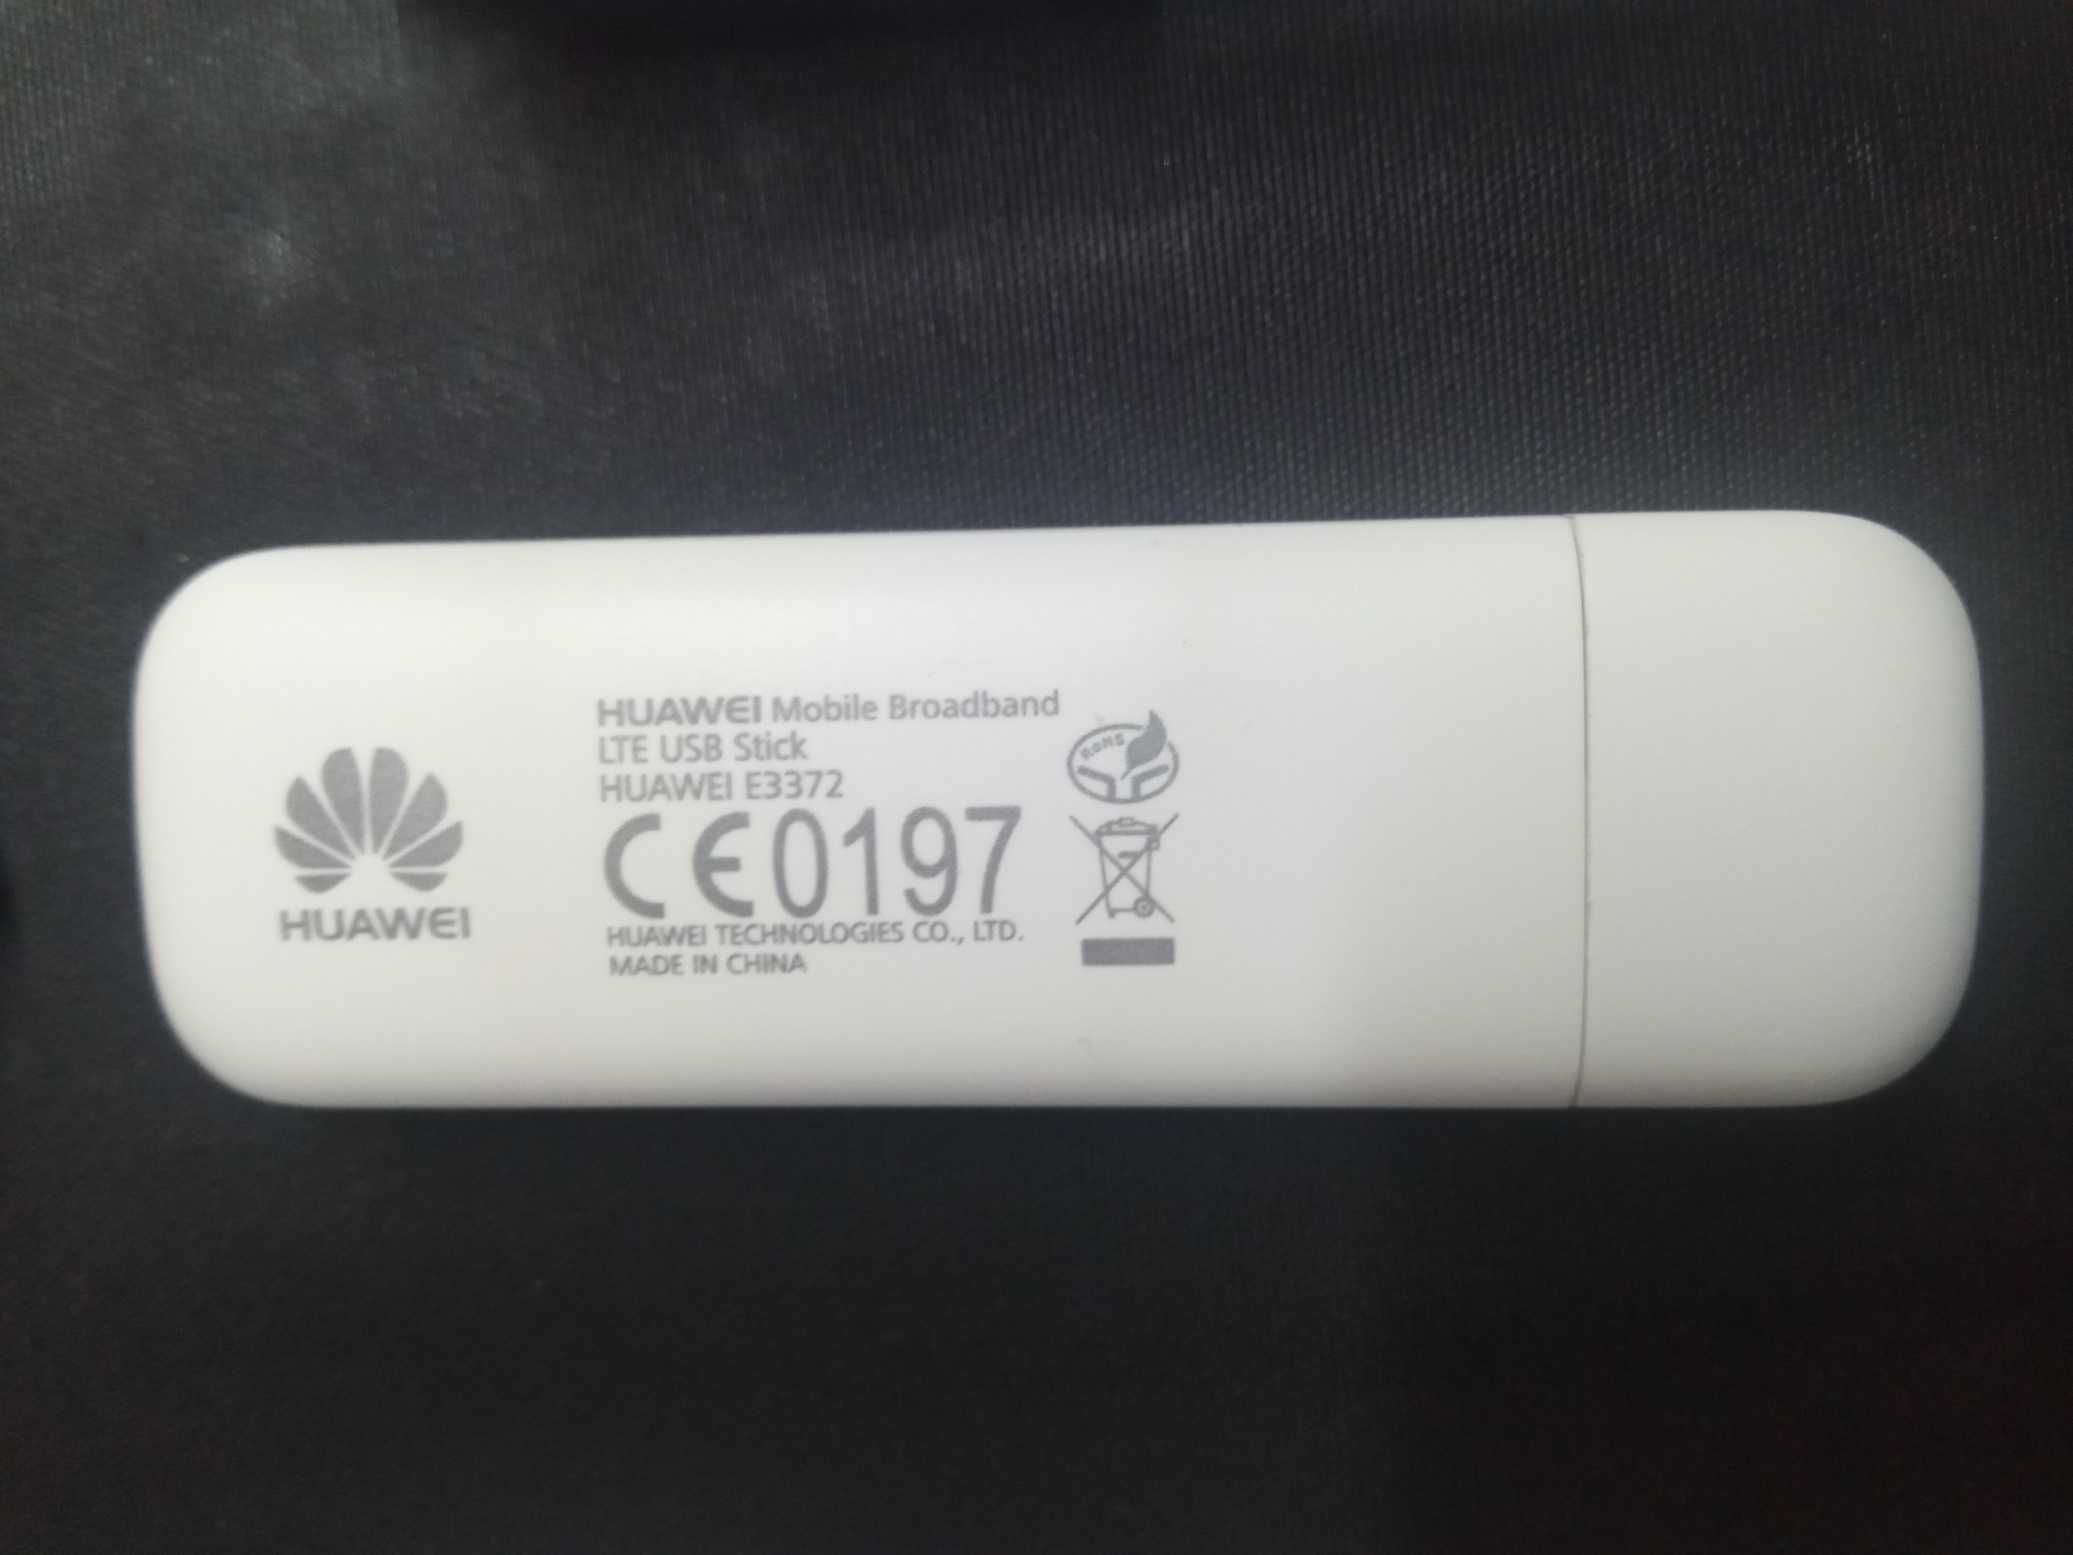 HUAWEI
HUAWEI Mobile Broadband
LTE USB Stick
HUAWEI E3372
CE0197
HUAWEI TECHNOLOGIES CO., LTD.
MADE IN CHINA
RoHS